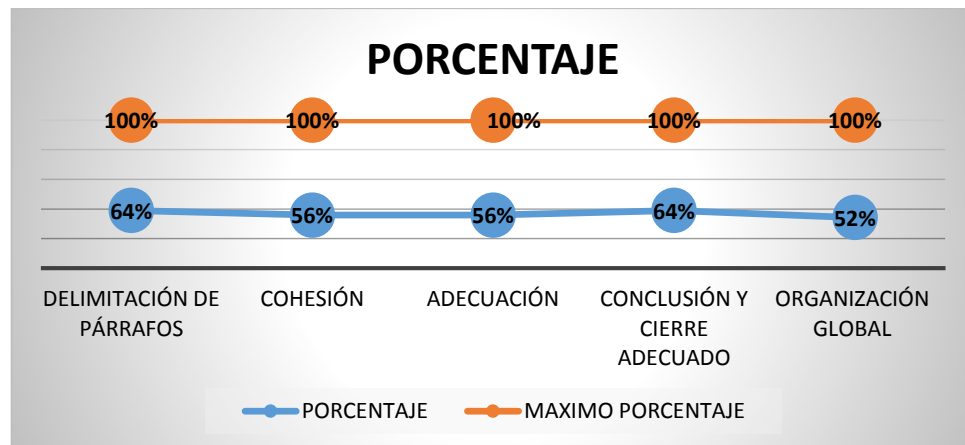 PORCENTAJE
100% 100% 100% 100% 100%
64% 56% 56% 64% 52%
DELIMITACIÓN DE
PÁRRAFOS
COHESIÓN
ADECUACIÓN
CONCLUSIÓN Y
CIERRE
ADECUADO
ORGANIZACIÓN
GLOBAL
PORCENTAJE
MAXIMO PORCENTAJE